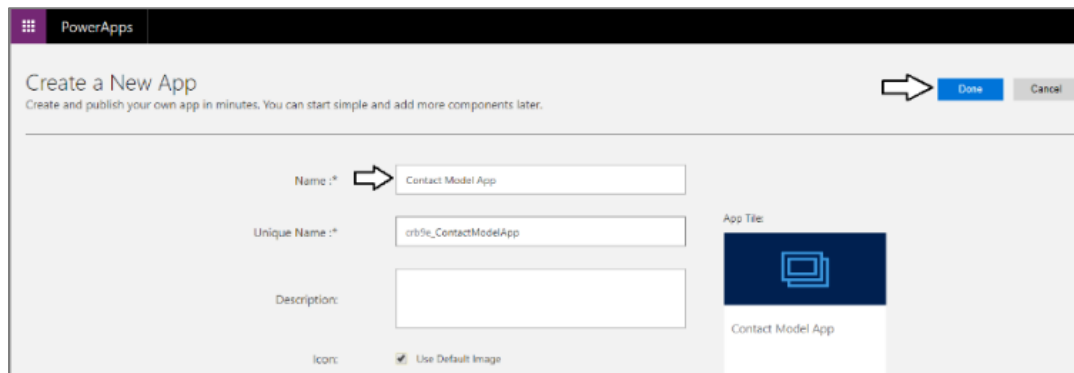 PowerApps
Create a New App
Create and publish your own app in minutes. You can start simple and add more components later.
Done
Cancel
Name :*
Contact Model App
Unique Name :*
crb9e_ContactModelApp
App Tile:
Description:
Contact Model App
Icon:
Use Default Image